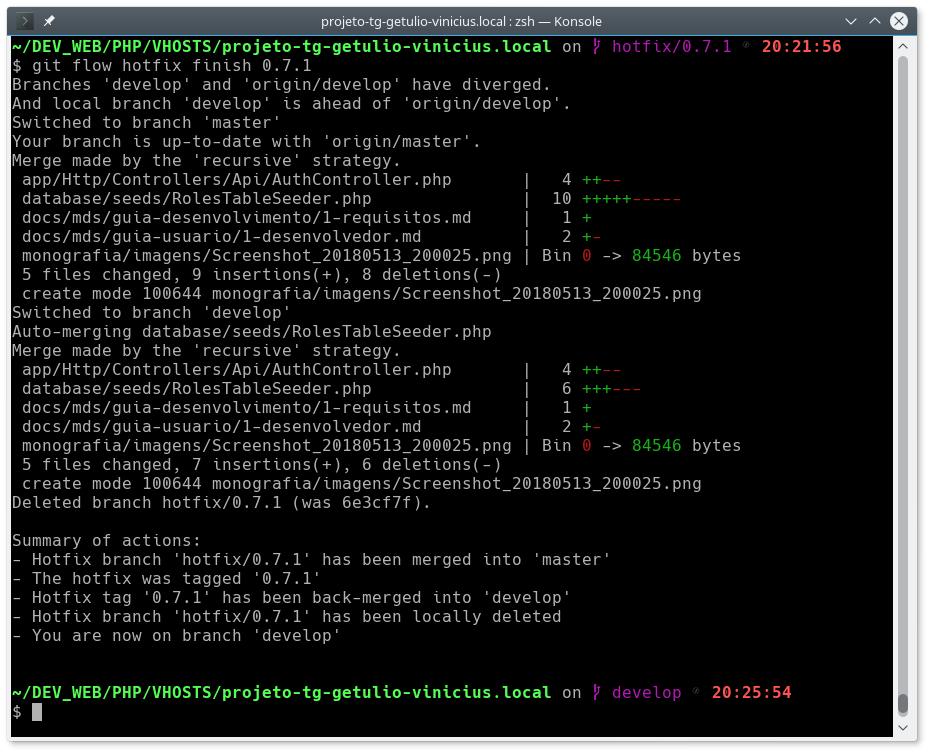 projeto-tg-getulio-vinicius.local : zsh — Konsole
~/DEV_WEB/PHP/VHOSTS/projeto-tg-getulio-vinicius.local on hotfix/0.7.1 20:21:56
$ git flow hotfix finish 0.7.1
Branches 'develop' and 'origin/develop' have diverged.
And local branch 'develop' is ahead of 'origin/develop'.
Switched to branch 'master'
Your branch is up-to-date with 'origin/master'.
Merge made by the 'recursive' strategy.
 app/Http/Controllers/Api/AuthController.php       |   4 ++--
 database/seeds/RolesTableSeeder.php               |  10 +++++-----
 docs/mds/guia-desenvolvimento/1-requisitos.md     |   1 +
 docs/mds/guia-usuario/1-desenvolvedor.md          |   2 +-
 monografia/imagens/Screenshot_20180513_200025.png | Bin 0 -> 84546 bytes
 5 files changed, 9 insertions(+), 8 deletions(-)
 create mode 100644 monografia/imagens/Screenshot_20180513_200025.png
Switched to branch 'develop'
Auto-merging database/seeds/RolesTableSeeder.php
Merge made by the 'recursive' strategy.
 app/Http/Controllers/Api/AuthController.php       |   4 ++--
 database/seeds/RolesTableSeeder.php               |   6 +++---
 docs/mds/guia-desenvolvimento/1-requisitos.md     |   1 +
 docs/mds/guia-usuario/1-desenvolvedor.md          |   2 +-
 monografia/imagens/Screenshot_20180513_200025.png | Bin 0 -> 84546 bytes
 5 files changed, 7 insertions(+), 6 deletions(-)
 create mode 100644 monografia/imagens/Screenshot_20180513_200025.png
Deleted branch hotfix/0.7.1 (was 6e3cf7f).
Summary of actions:
- Hotfix branch 'hotfix/0.7.1' has been merged into 'master'
- The hotfix was tagged '0.7.1'
- Hotfix tag '0.7.1' has been back-merged into 'develop'
- Hotfix branch 'hotfix/0.7.1' has been locally deleted
- You are now on branch 'develop'
~/DEV_WEB/PHP/VHOSTS/projeto-tg-getulio-vinicius.local on develop 20:25:54
$